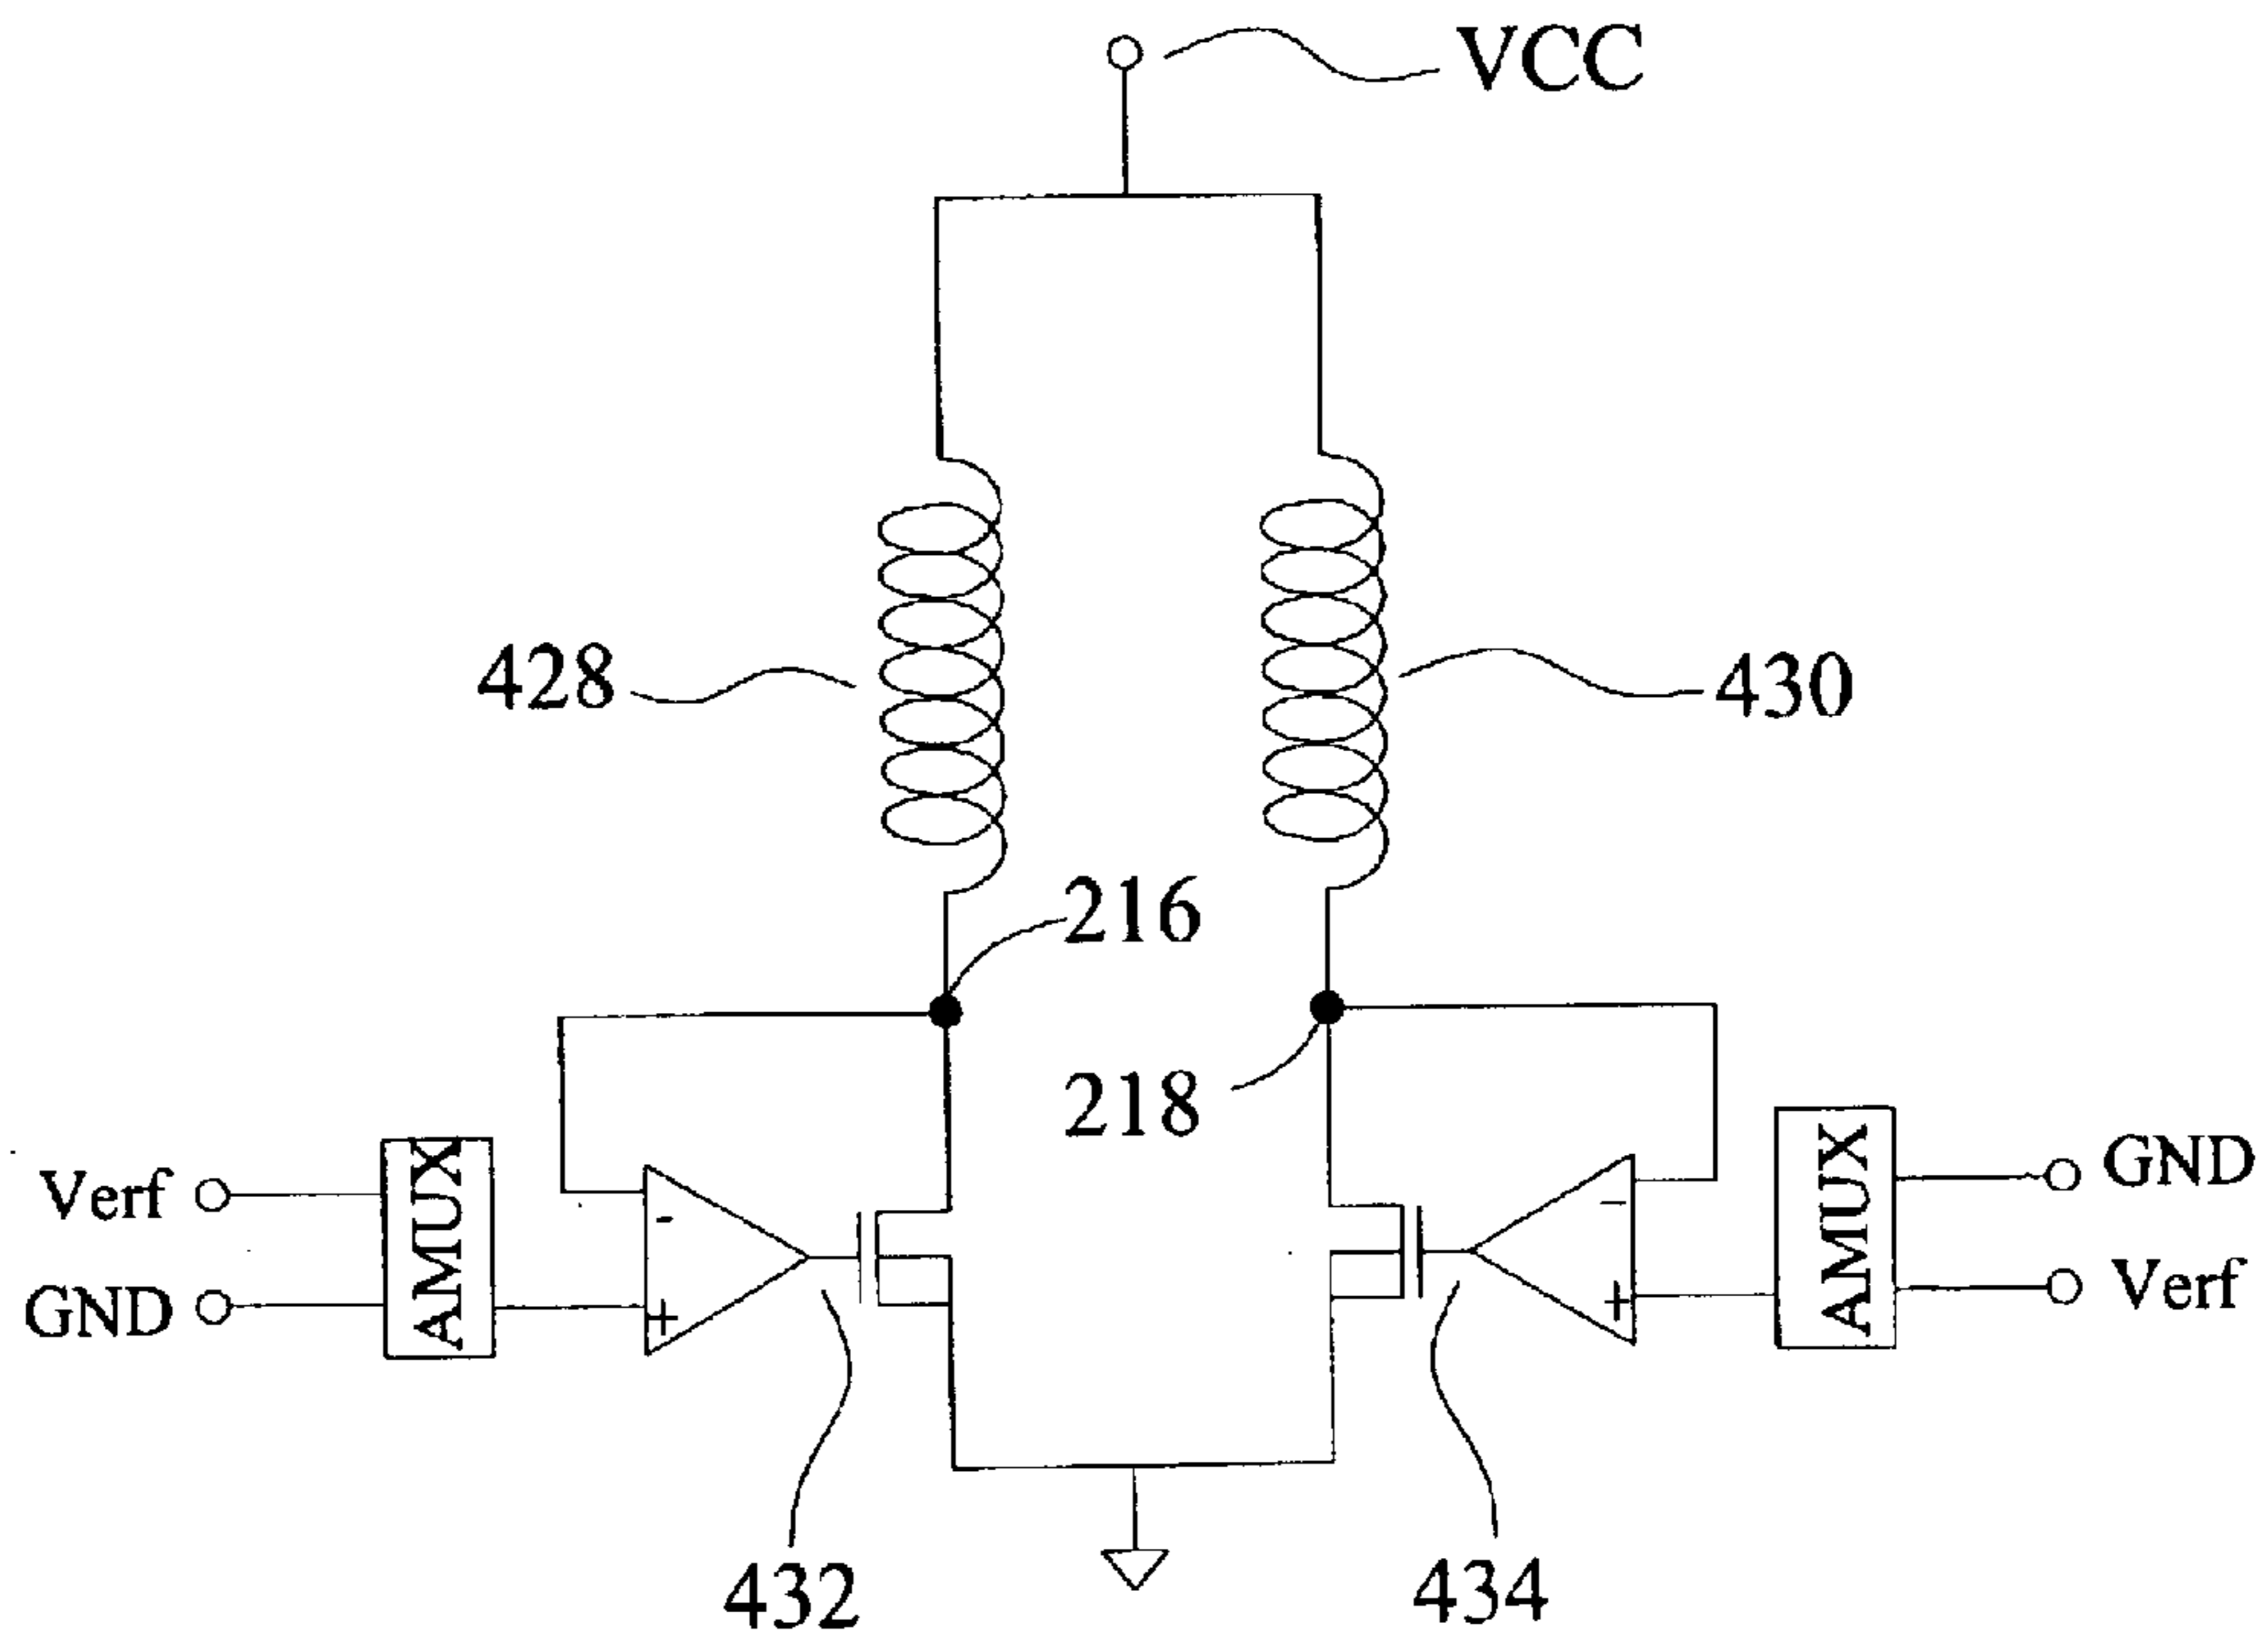 VCC
428
430
216
218
Verf
GND
AMUX
-
+
-
+
AMUX
GND
Verf
432
434